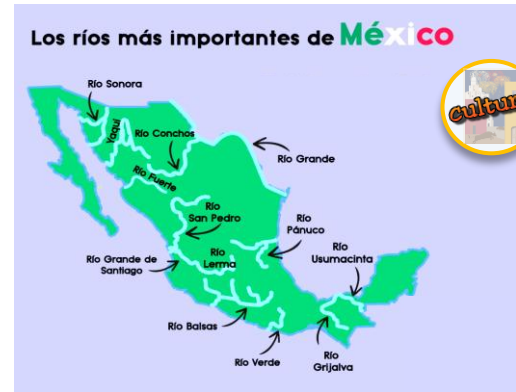 Los ríos más importantes de México
cultur
Río Sonora
Yaqui
Río Conchos
Río Grande
Río Fuerte
Río
San Pedro
Río
Pánuco
Río
Usumacinta
Río Grande de
Santiago
Río
Lerma
Río Balsas
Río Verde
Río
Grijalva